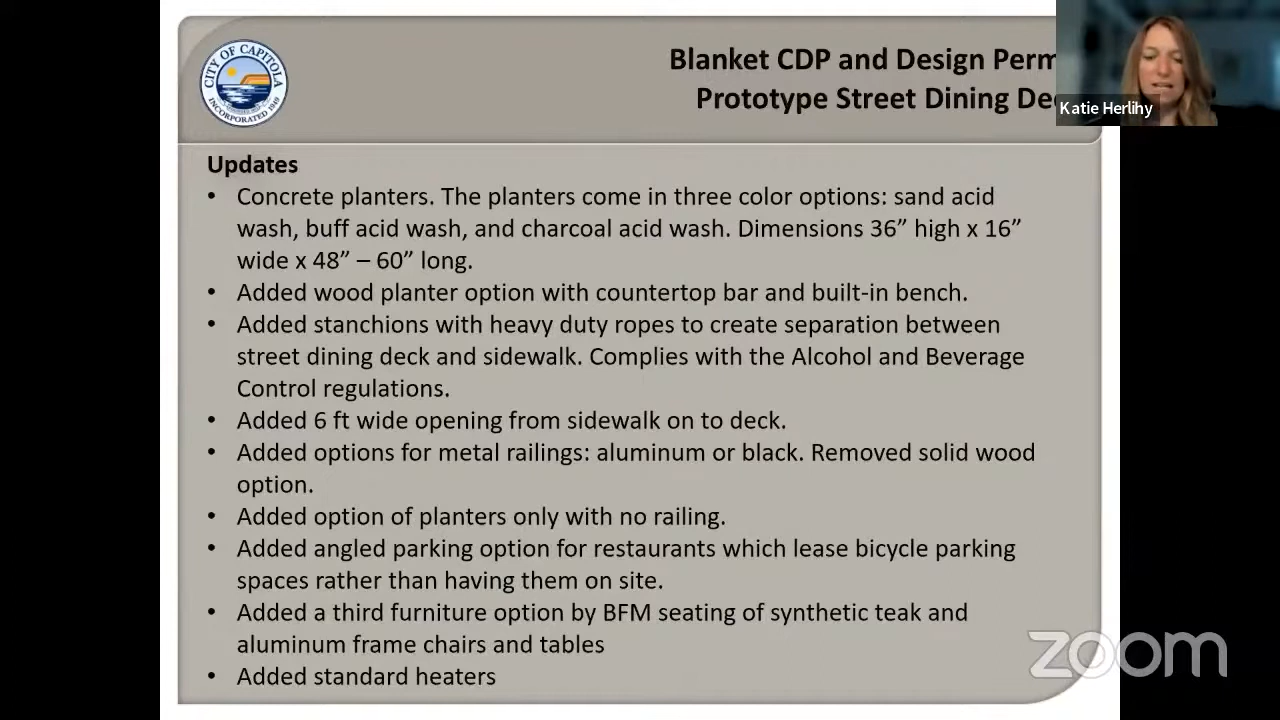 CITY OF CAPITOLA
INCORPORATED 1949
Blanket CDP and Design
Prototype Street Dining
Katie Herlihy
Updates
• Concrete planters. The planters come in three color options: sand acid
wash, buff acid wash, and charcoal acid wash. Dimensions 36” high x 16”
wide x 48” – 60” long.
• Added wood planter option with countertop bar and built-in bench.
• Added stanchions with heavy duty ropes to create separation between
street dining deck and sidewalk. Complies with the Alcohol and Beverage
Control regulations.
• Added 6 ft wide opening from sidewalk on to deck.
• Added options for metal railings: aluminum or black. Removed solid wood
option.
• Added option of planters only with no railing.
• Added angled parking option for restaurants which lease bicycle parking
spaces rather than having them on site.
• Added a third furniture option by BFM seating of synthetic teak and
aluminum frame chairs and tables
• Added standard heaters
zoom